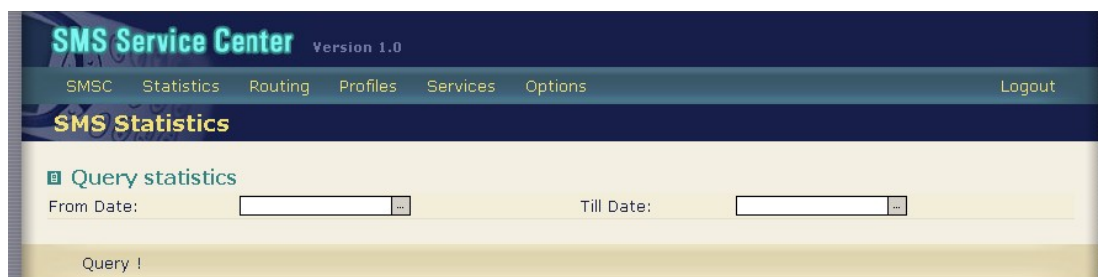 SMS Service Center Version 1.0
SMSC Statistics Routing Profiles Services Options Logout
SMS Statistics
Query statistics
From Date: ... Till Date: ...
Query !